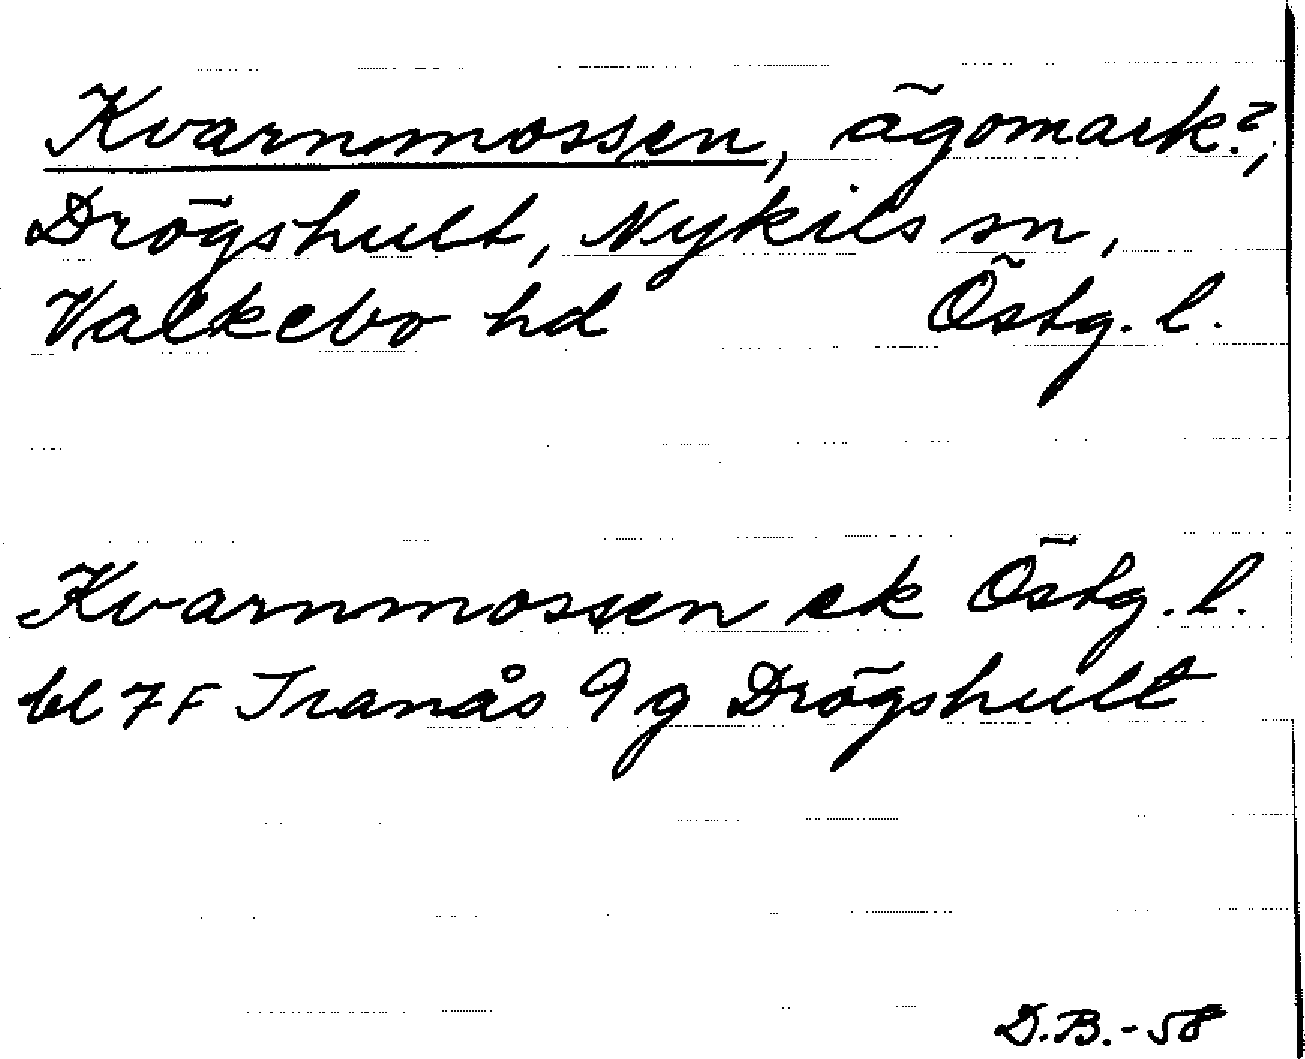 Kvarnmossen, ägomark?,
Drögshult, Nykils sn,
Valkebo hd Östg. l.
Kvarnmossen ek Östg. l.
bl 7F Tranås 9 g Drögshult
D.B.-58